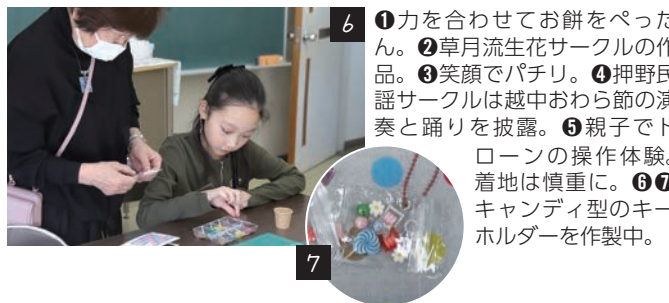 6
❶力を合わせてお餅をぺった
ん。❷草月流生花サークルの作
品。❸笑顔でパチリ。❹押野民
謡サークルは越中おわら節の演
奏と踊りを披露。❺親子でド
ローンの操作体験。
着地は慎重に。❻❼
キャンディ型のキー
ホルダーを作製中。
7